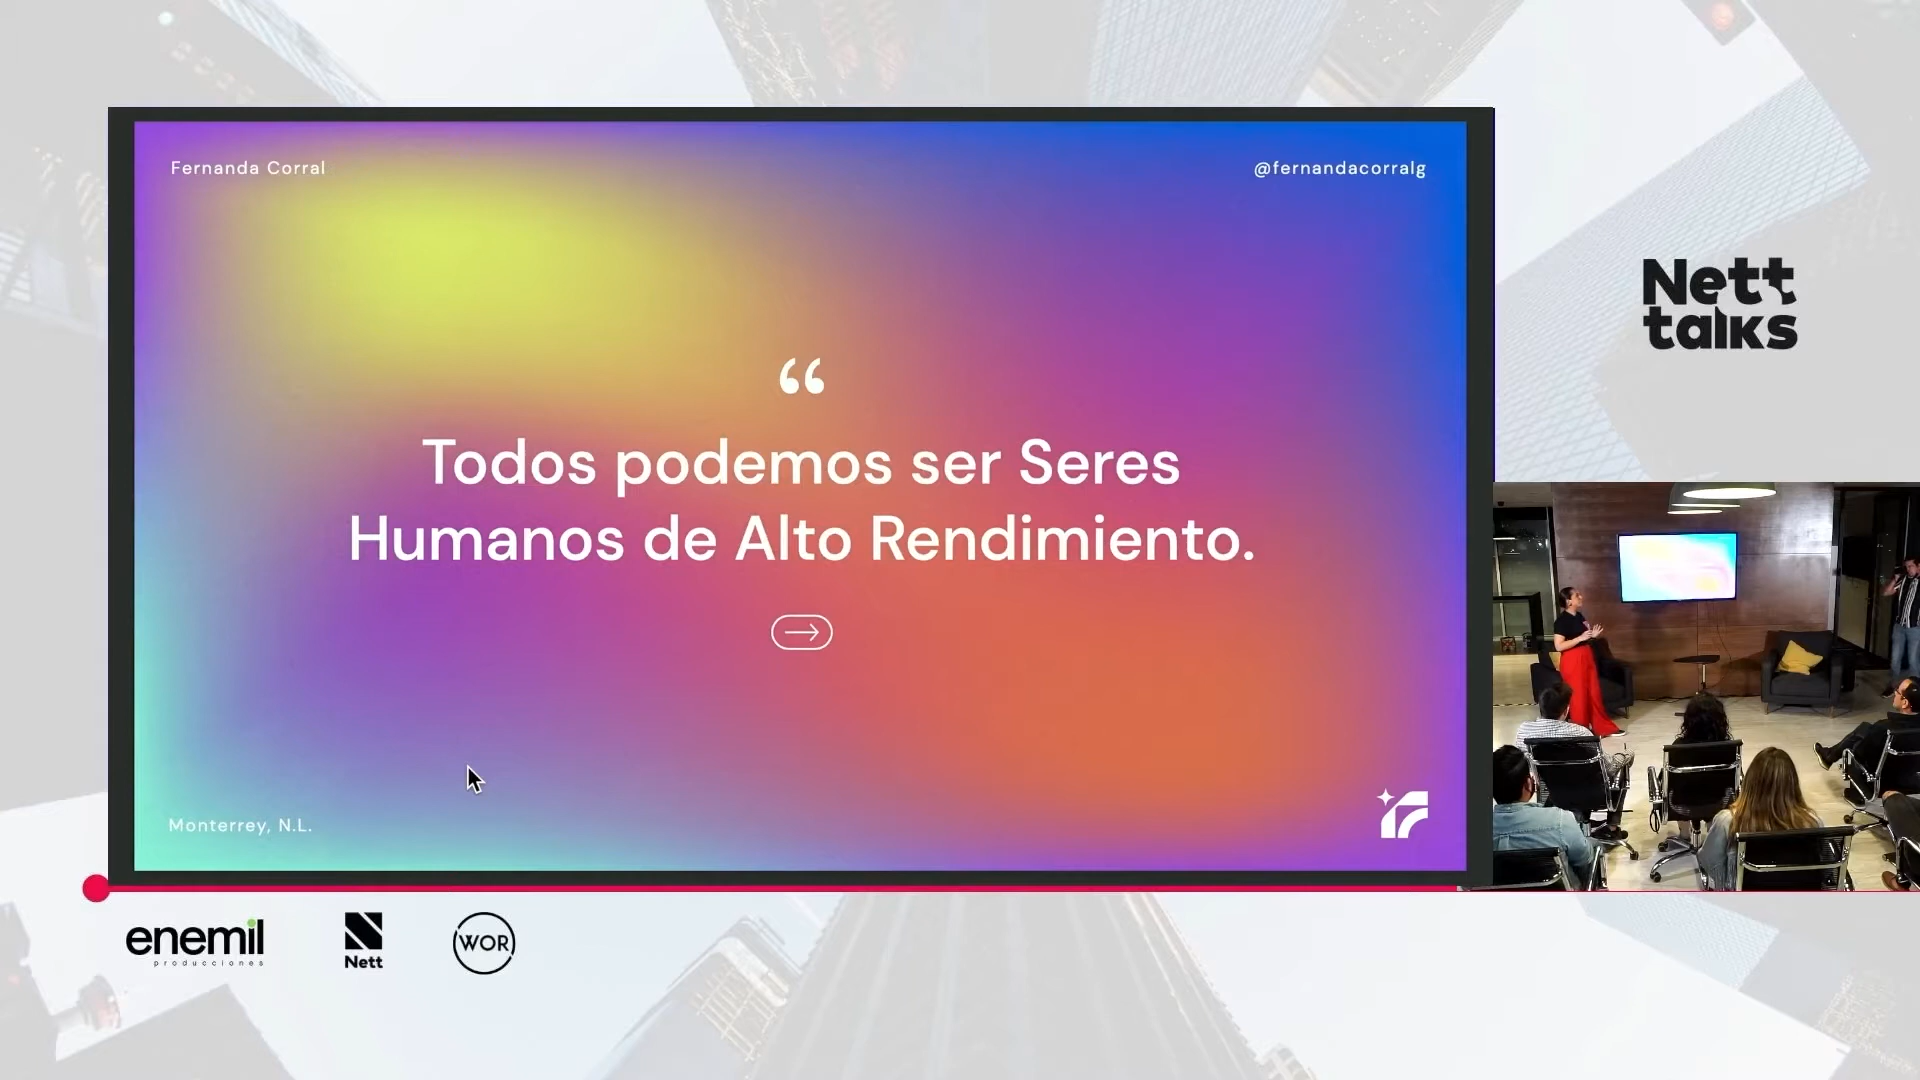 Fernanda Corral
@fernandacorralg
“
Todos podemos ser Seres
Humanos de Alto Rendimiento.
Monterrey, N.L.
Nett
talks
enemil
producciones
Nett
WOR